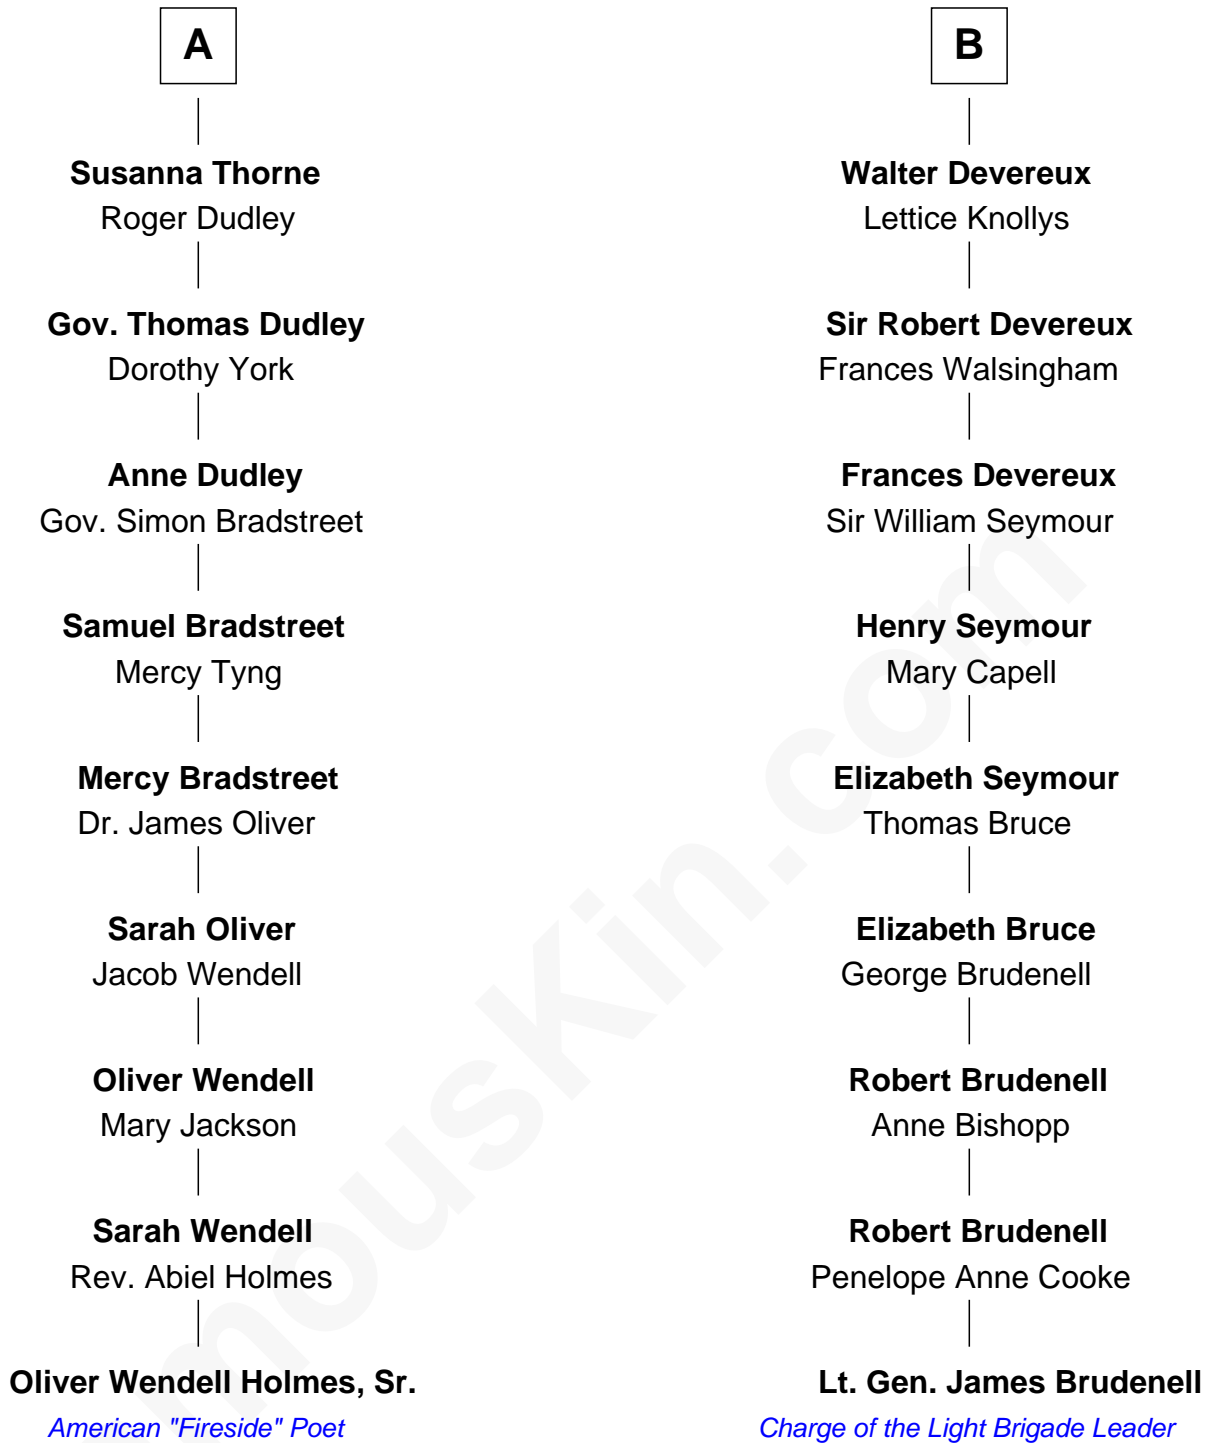 A
Susanna Thorne
Roger Dudley
Gov. Thomas Dudley
Dorothy York
Anne Dudley
Gov. Simon Bradstreet
Samuel Bradstreet
Mercy Tyng
Mercy Bradstreet
Dr. James Oliver
Sarah Oliver
Jacob Wendell
Oliver Wendell
Mary Jackson
Sarah Wendell
Rev. Abiel Holmes
Oliver Wendell Holmes, Sr.
American "Fireside" Poet
B
Walter Devereux
Lettice Knollys
Sir Robert Devereux
Frances Walsingham
Frances Devereux
Sir William Seymour
Henry Seymour
Mary Capell
Elizabeth Seymour
Thomas Bruce
Elizabeth Bruce
George Brudenell
Robert Brudenell
Anne Bishopp
Robert Brudenell
Penelope Anne Cooke
Lt. Gen. James Brudenell
Charge of the Light Brigade Leader
mousKin.com